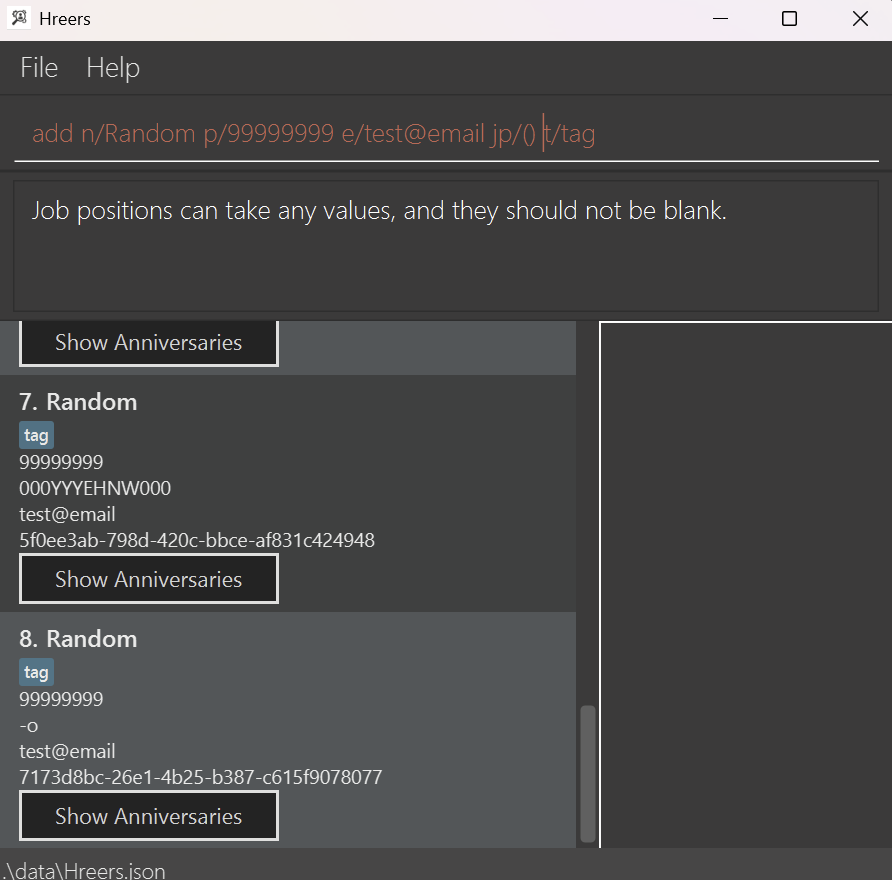 Hreers
File Help
add n/Random p/99999999 e/test@email jp/() t/tag
Job positions can take any values, and they should not be blank.
Show Anniversaries
7. Random
tag
99999999
000YYYEHNW000
test@email
5f0ee3ab-798d-420c-bbce-af831c424948
Show Anniversaries
8. Random
tag
99999999
-o
test@email
7173d8bc-26e1-4b25-b387-c615f9078077
Show Anniversaries
.\data\Hreers.json